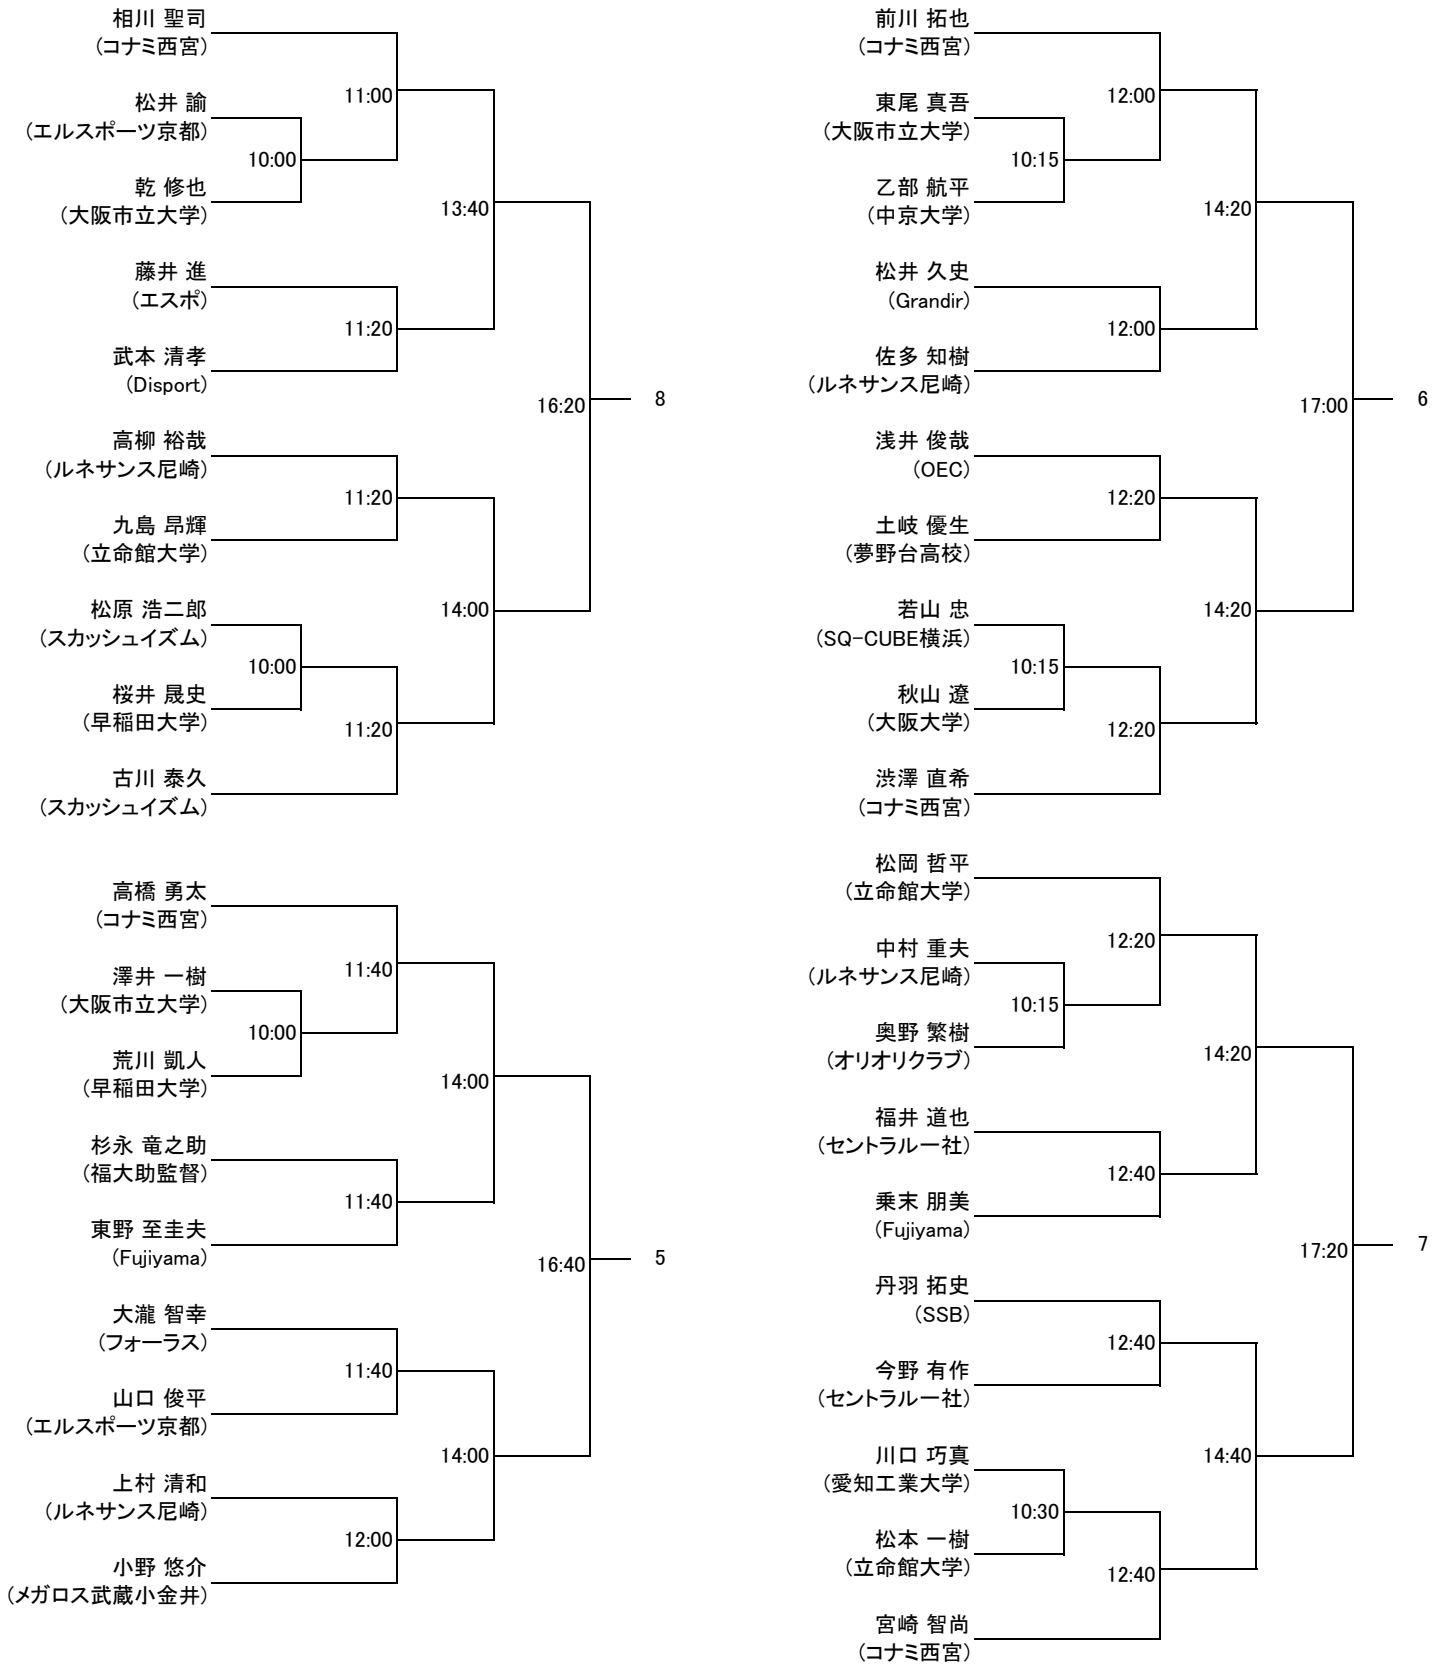 相川 聖司
(コナミ西宮)
11:00
松井 諭
(エルスポーツ京都)
10:00
乾 修也
(大阪市立大学)
13:40
藤井 進
(エスポ)
11:20
武本 清孝
(Disport)
16:20
8
高柳 裕哉
(ルネサンス尼崎)
11:20
九島 昂輝
(立命館大学)
松原 浩二郎
(スカッシュイズム)
14:00
10:00
桜井 晟史
(早稲田大学)
11:20
古川 泰久
(スカッシュイズム)
高橋 勇太
(コナミ西宮)
11:40
澤井 一樹
(大阪市立大学)
10:00
荒川 凱人
(早稲田大学)
14:00
杉永 竜之助
(福大助監督)
11:40
東野 至圭夫
(Fujiyama)
16:40
5
大瀧 智幸
(フォーラス)
11:40
山口 俊平
(エルスポーツ京都)
14:00
上村 清和
(ルネサンス尼崎)
12:00
小野 悠介
(メガロス武蔵小金井)
前川 拓也
(コナミ西宮)
12:00
東尾 真吾
(大阪市立大学)
10:15
乙部 航平
(中京大学)
14:20
松井 久史
(Grandir)
12:00
佐多 知樹
(ルネサンス尼崎)
17:00
6
浅井 俊哉
(OEC)
12:20
土岐 優生
(夢野台高校)
若山 忠
(SQ-CUBE横浜)
14:20
10:15
秋山 遼
(大阪大学)
12:20
渋澤 直希
(コナミ西宮)
松岡 哲平
(立命館大学)
12:20
中村 重夫
(ルネサンス尼崎)
10:15
奥野 繁樹
(オリオリクラブ)
14:20
福井 道也
(セントラルー社)
12:40
乗末 朋美
(Fujiyama)
17:20
7
丹羽 拓史
(SSB)
12:40
今野 有作
(セントラルー社)
川口 巧真
(愛知工業大学)
14:40
10:30
松本 一樹
(立命館大学)
12:40
宮崎 智尚
(コナミ西宮)